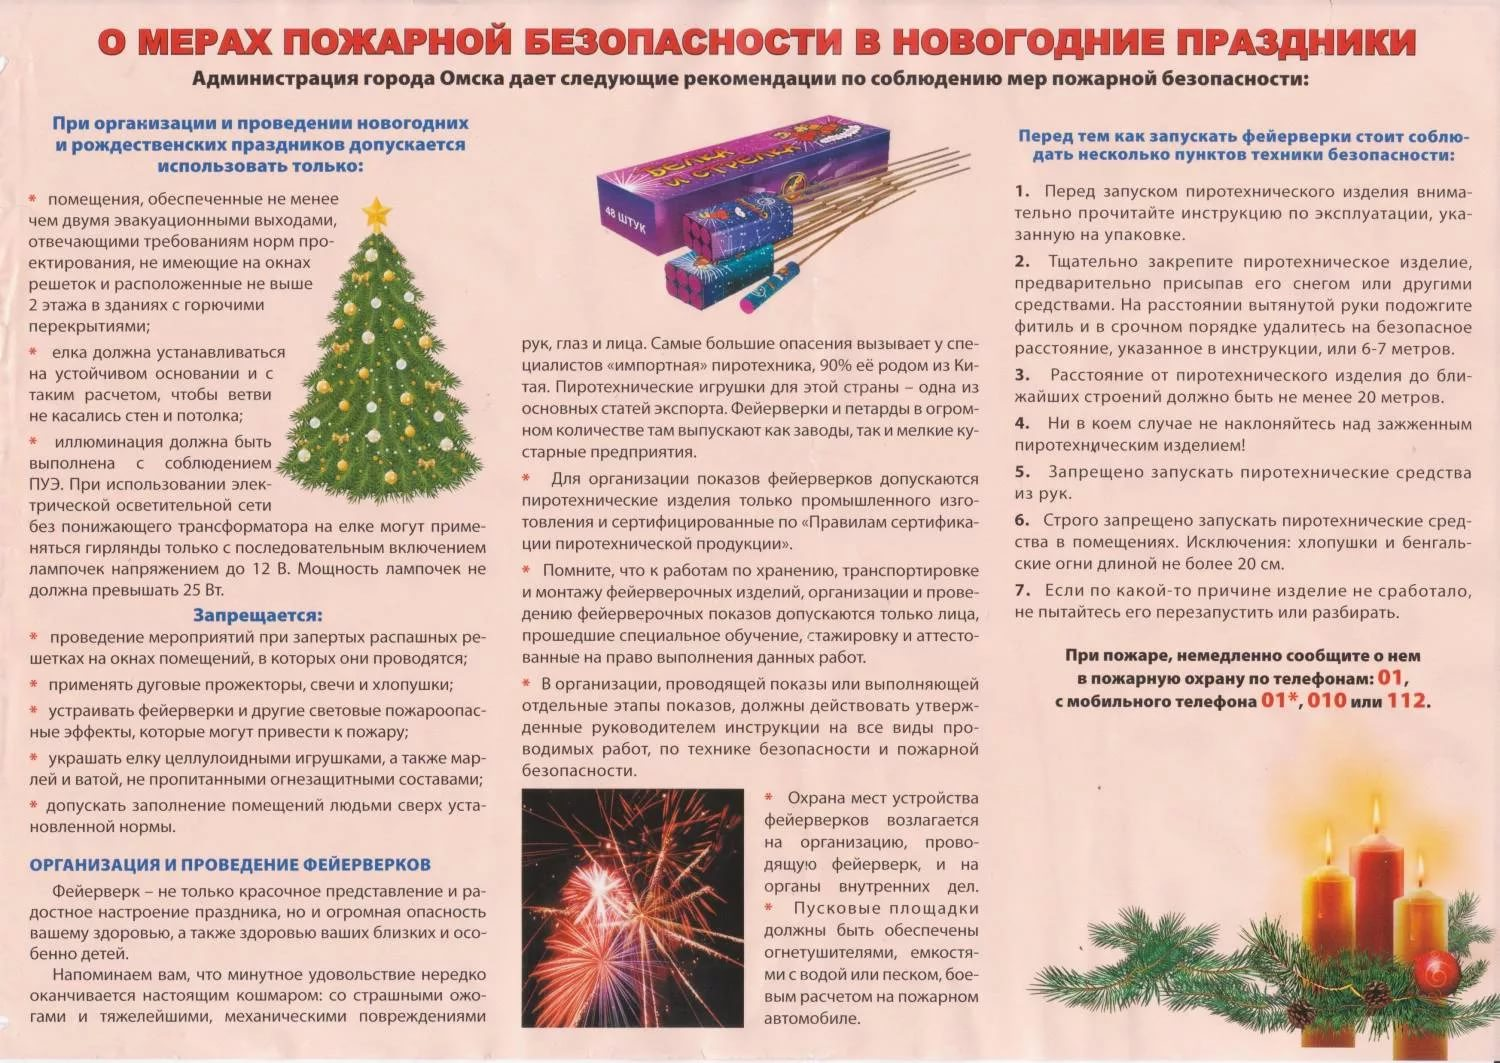 О МЕРАХ ПОЖАРНОЙ БЕЗОПАСНОСТИ В НОВОГОДНИЕ ПРАЗДНИКИ
Администрация города Омска дает следующие рекомендации по соблюдению мер пожарной безопасности:
При организации и проведении новогодних
и рождественских праздников допускается
использовать только:
* помещения, обеспеченные не менее
чем двумя эвакуационными выходами,
отвечающими требованиям норм про-
ектирования, не имеющие на окнах
решеток и расположенные не выше
2 этажа в зданиях с горючими
перекрытиями;
* елка должна устанавливаться
на устойчивом основании и с
таким расчетом, чтобы ветви
не касались стен и потолка;
* иллюминация должна быть
выполнена с соблюдением
ПУЭ. При использовании элек-
трической осветительной сети
без понижающего трансформатора на елке могут приме-
няться гирлянды только с последовательным включением
лампочек напряжением до 12 В. Мощность лампочек не
должна превышать 25 Вт.
Запрещается:
* проведение мероприятий при запертых распашных ре-
шетках на окнах помещений, в которых они проводятся;
* применять дуговые прожекторы, свечи и хлопушки;
* устраивать фейерверки и другие световые пожароопас-
ные эффекты, которые могут привести к пожару;
* украшать елку целлулоидными игрушками, а также мар-
лей и ватой, не пропитанными огнезащитными составами;
* допускать заполнение помещений людьми сверх уста-
новленной нормы.
ОРГАНИЗАЦИЯ И ПРОВЕДЕНИЕ ФЕЙЕРВЕРКОВ
Фейерверк – не только красочное представление и ра-
достное настроение праздника, но и огромная опасность
вашему здоровью, а также здоровью ваших близких и осо-
бенно детей.
Напоминаем вам, что минутное удовольствие нередко
оканчивается настоящим кошмаром: со страшными ожо-
гами и тяжелейшими, механическими повреждениями
БЕЛКА
И СТРЕЛКА
48 ШТУК
рук, глаз и лица. Самые большие опасения вызывает у спе-
циалистов «импортная» пиротехника, 90% её родом из Ки-
тая. Пиротехнические игрушки для этой страны – одна из
основных статей экспорта. Фейерверки и петарды в огром-
ном количестве там выпускают как заводы, так и мелкие ку-
старные предприятия.
* Для организации показов фейерверков допускаются
пиротехнические изделия только промышленного изго-
товления и сертифицированные по «Правилам сертифика-
ции пиротехнической продукции».
* Помните, что к работам по хранению, транспортировке
и монтажу фейерверочных изделий, организации и прове-
дению фейерверочных показов допускаются только лица,
прошедшие специальное обучение, стажировку и аттесто-
ванные на право выполнения данных работ.
* В организации, проводящей показы или выполняющей
отдельные этапы показов, должны действовать утверж-
денные руководителем инструкции на все виды про-
водимых работ, по технике безопасности и пожарной
безопасности.
* Охрана мест устройства
фейерверков возлагается
на организацию, прово-
дящую фейерверк, и на
органы внутренних дел.
* Пусковые площадки
должны быть обеспечены
огнетушителями, емкостя-
ми с водой или песком, бое-
вым расчетом на пожарном
автомобиле.
Перед тем как запускать фейерверки стоит соблю-
дать несколько пунктов техники безопасности:
1. Перед запуском пиротехнического изделия внима-
тельно прочитайте инструкцию по эксплуатации, ука-
занную на упаковке.
2. Тщательно закрепите пиротехническое изделие,
предварительно присыпав его снегом или другими
средствами. На расстоянии вытянутой руки подожгите
фитиль и в срочном порядке удалитесь на безопасное
расстояние, указанное в инструкции, или 6-7 метров.
3. Расстояние от пиротехнического изделия до бли-
жайших строений должно быть не менее 20 метров.
4. Ни в коем случае не наклоняйтесь над зажженным
пиротехническим изделием!
5. Запрещено запускать пиротехнические средства
из рук.
6. Строго запрещено запускать пиротехнические сред-
ства в помещениях. Исключения: хлопушки и бенгаль-
ские огни длиной не более 20 см.
7. Если по какой-то причине изделие не сработало,
не пытайтесь его перезапустить или разбирать.
При пожаре, немедленно сообщите о нем
в пожарную охрану по телефонам: 01,
с мобильного телефона 01*, 010 или 112.